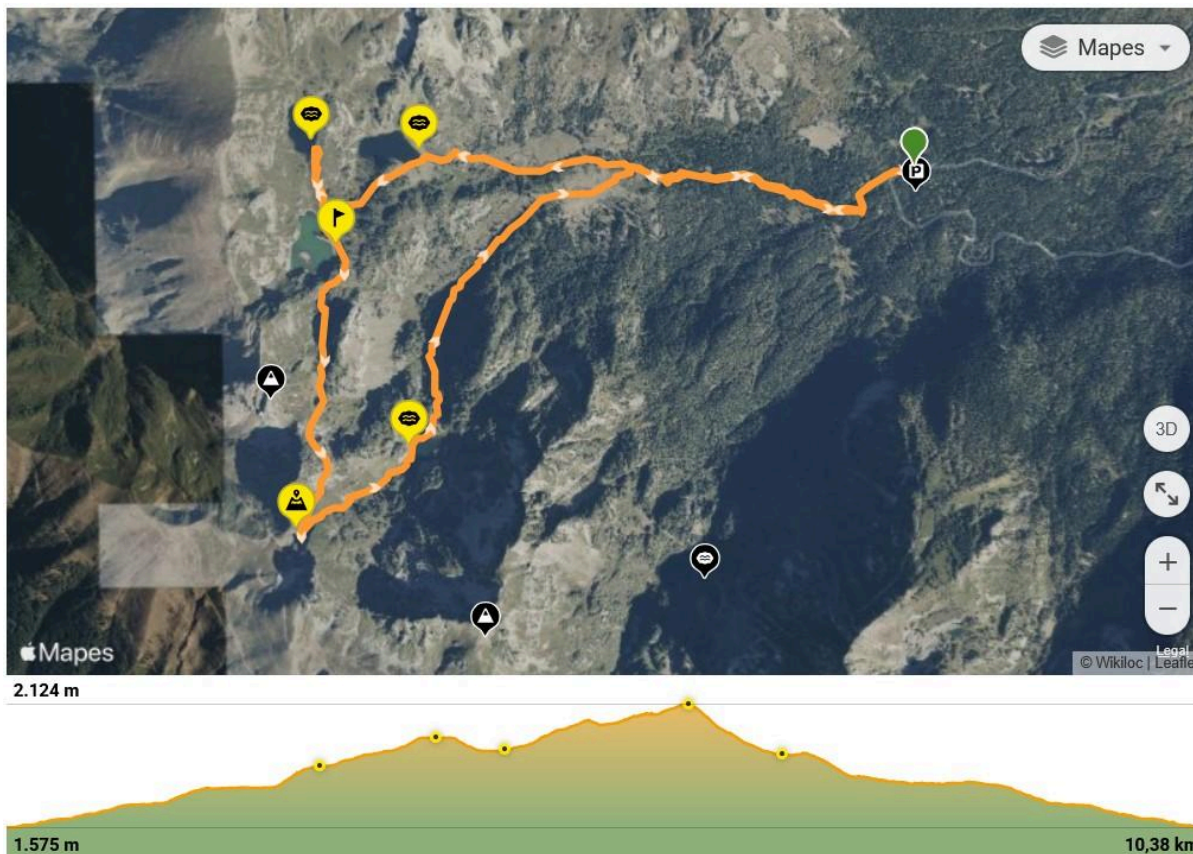 Mapes
P
3D
+
−
Mapes
Legal
© Wikiloc | Leafle
2.124 m
1.575 m
10,38 km